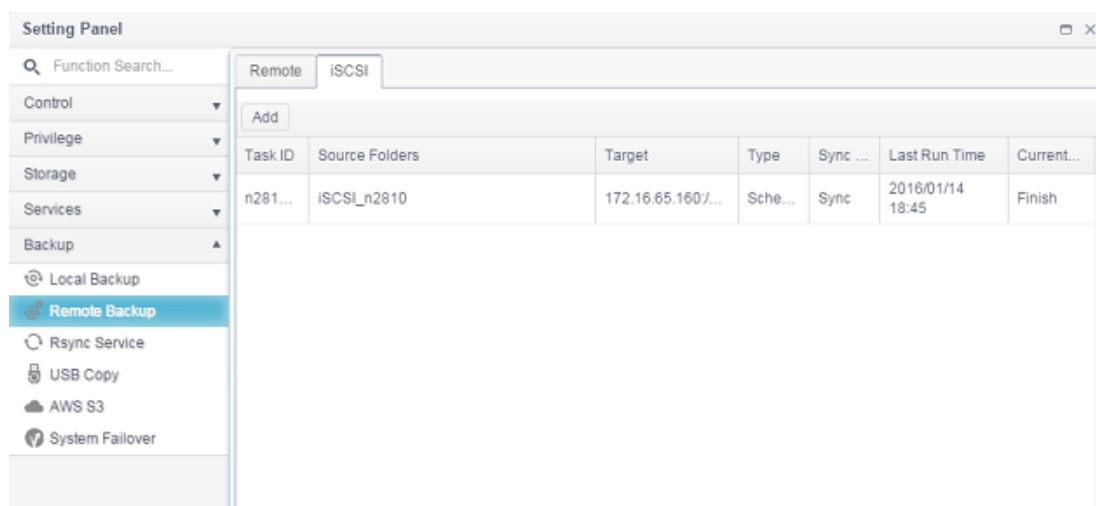 Setting Panel
Function Search...
Remote iSCSI
Control
Add
Privilege
Task ID Source Folders Target Type Sync ... Last Run Time Current...
Storage
n281... iSCSI_n2810 172.16.65.160:/... Sche... Sync 2016/01/14 18:45 Finish
Services
Backup
Local Backup
Remote Backup
Rsync Service
USB Copy
AWS S3
System Failover